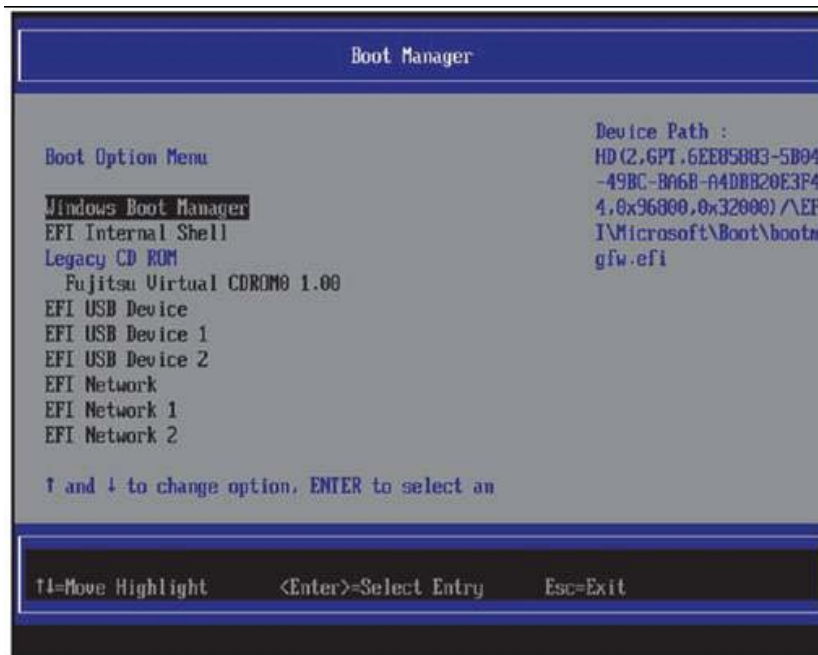 Boot Manager
Boot Option Menu
Windows Boot Manager
EFI Internal Shell
Legacy CD ROM
Fujitsu Virtual CDROM0 1.00
EFI USB Device
EFI USB Device 1
EFI USB Device 2
EFI Network
EFI Network 1
EFI Network 2
↑ and ↓ to change option, ENTER to select an
Device Path :
HD(2,GPT,6EE85883-5B04
-49BC-BA6B-A4DBB20E3F4
4,0x96800,0x32000)/\EF
I\Microsoft\Boot\bootm
gfw.efi
↑↓=Move Highlight <Enter>=Select Entry Esc=Exit